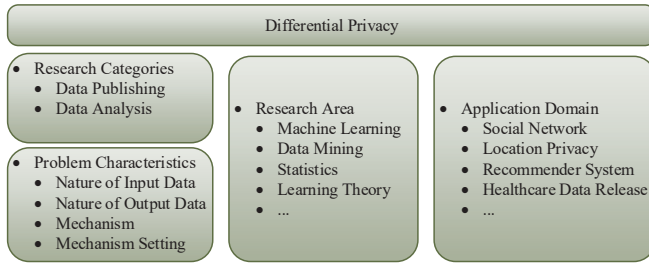 Differential Privacy
• Research Categories
• Data Publishing
• Data Analysis
• Problem Characteristics
• Nature of Input Data
• Nature of Output Data
• Mechanism
• Mechanism Setting
• Research Area
• Machine Learning
• Data Mining
• Statistics
• Learning Theory
• ...
• Application Domain
• Social Network
• Location Privacy
• Recommender System
• Healthcare Data Release
• ...